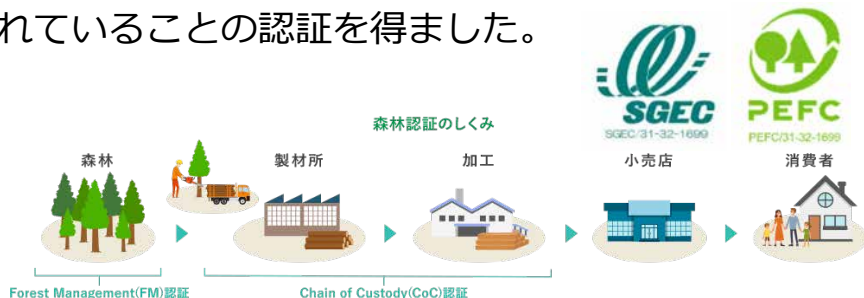 れていることの認証を得ました。
SGEC
SGEC/31-32-1699
PEFC
PEFC/31-32-1699
森林認証のしくみ
森林
製材所
加工
小売店
消費者
Forest Management(FM)認証
Chain of Custody(CoC)認証